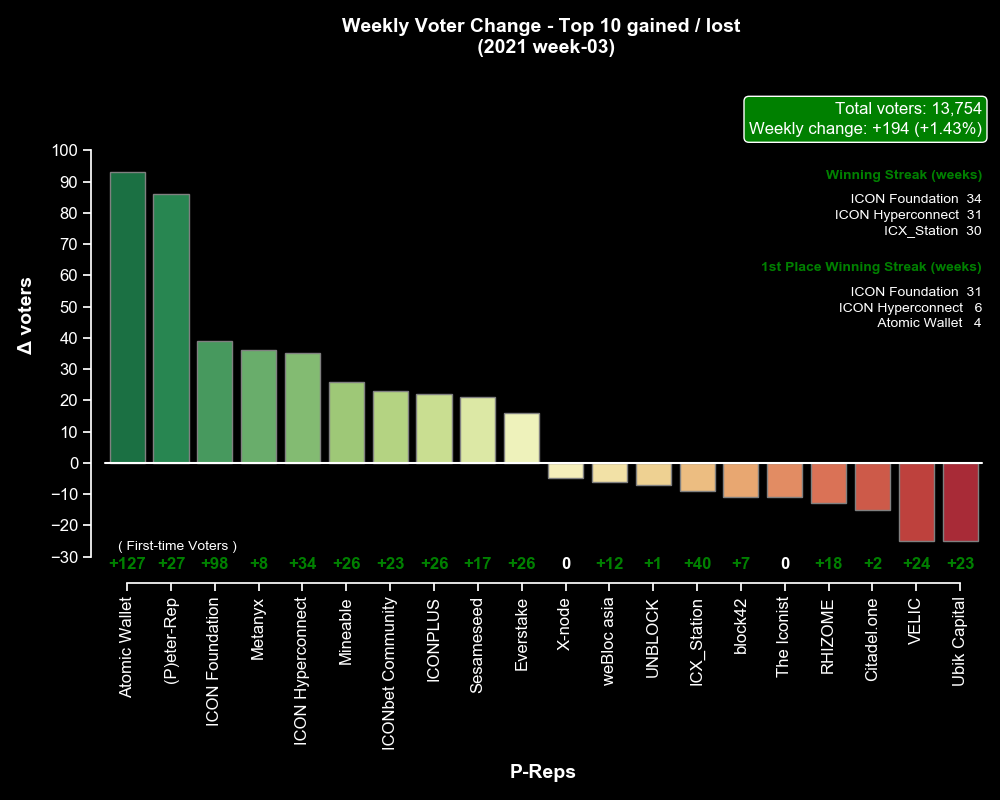 Weekly Voter Change - Top 10 gained / lost
(2021 week-03)
Total voters: 13,754
Weekly change: +194 (+1.43%)
Winning Streak (weeks)
ICON Foundation 34
ICON Hyperconnect 31
ICX_Station 30
1st Place Winning Streak (weeks)
ICON Foundation 31
ICON Hyperconnect 6
Atomic Wallet 4
Δ voters
100
90
80
70
60
50
40
30
20
10
0
−10
−20
−30
( First-time Voters )
+127 +27 +98 +8 +34 +26 +23 +26 +17 +26 0 +12 +1 +40 +7 0 +18 +2 +24 +23
Atomic Wallet
(P)eter-Rep
ICON Foundation
Metanyx
ICON Hyperconnect
Mineable
ICONbet Community
ICONPLUS
Sesameseed
Everstake
X-node
weBloc asia
UNBLOCK
ICX_Station
block42
The Iconist
RHIZOME
Citadel.one
VELIC
Ubik Capital
P-Reps